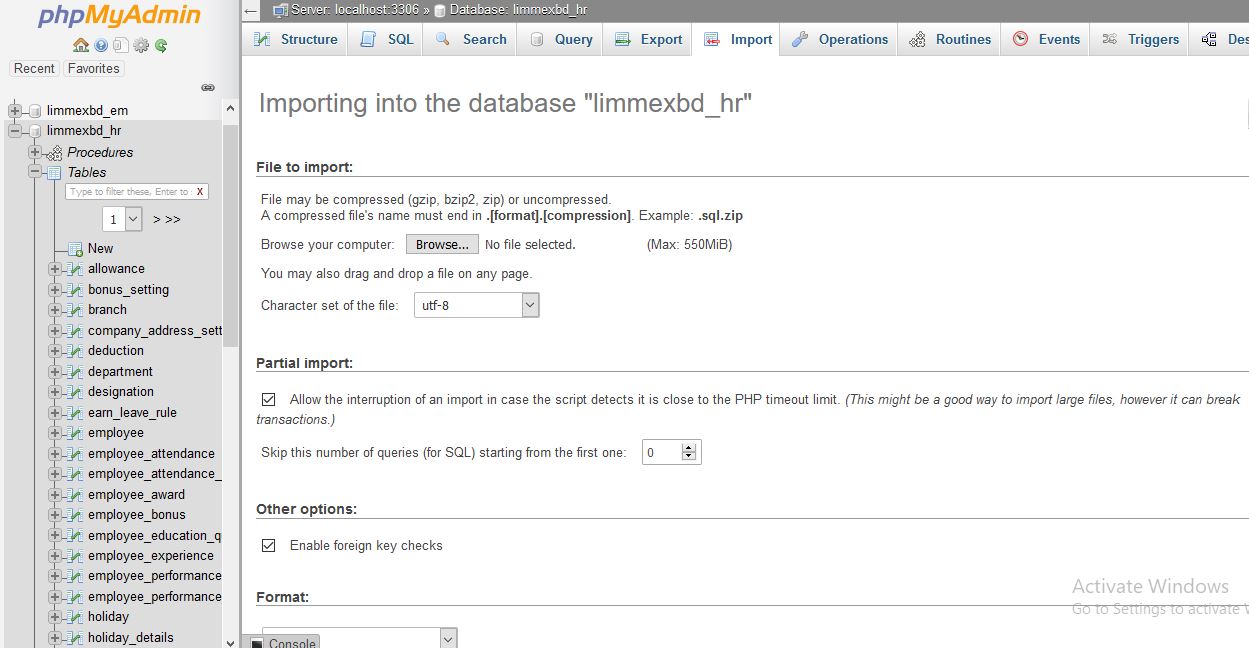 phpMyAdmin
Recent Favorites
limmexbd_em
limmexbd_hr
Procedures
Tables
Type to filter these, Enter to X
1 > >>
New
allowance
bonus_setting
branch
company_address_sett
deduction
department
designation
earn_leave_rule
employee
employee_attendance
employee_attendance_
employee_award
employee_bonus
employee_education_q
employee_experience
employee_performance
employee_performance
holiday
holiday_details
Server: localhost:3306 » Database: limmexbd_hr
Structure SQL Search Query Export Import Operations Routines Events Triggers Des
Importing into the database "limmexbd_hr"
File to import:
File may be compressed (gzip, bzip2, zip) or uncompressed.
A compressed file's name must end in .[format].[compression]. Example: .sql.zip
Browse your computer: Browse... No file selected. (Max: 550MiB)
You may also drag and drop a file on any page.
Character set of the file: utf-8
Partial import:
Allow the interruption of an import in case the script detects it is close to the PHP timeout limit. (This might be a good way to import large files, however it can break
transactions.)
Skip this number of queries (for SQL) starting from the first one: 0
Other options:
Enable foreign key checks
Format:
Console
Activate Windows
Go to Settings to activate W